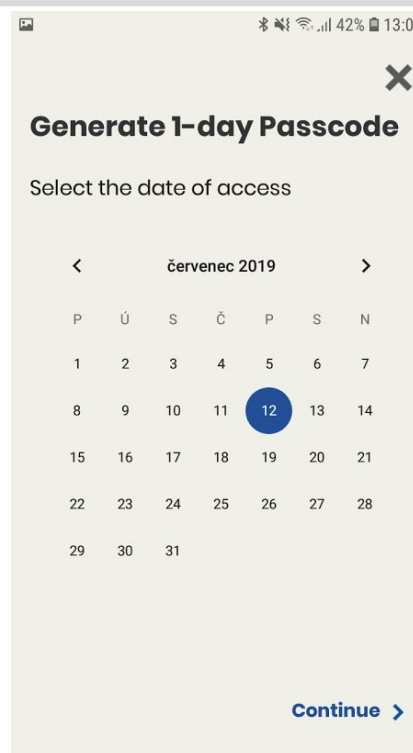 42% 13:0
Generate 1-day Passcode
Select the date of access
červenec 2019
P Ú S Č P S N
1 2 3 4 5 6 7
8 9 10 11 12 13 14
15 16 17 18 19 20 21
22 23 24 25 26 27 28
29 30 31
Continue